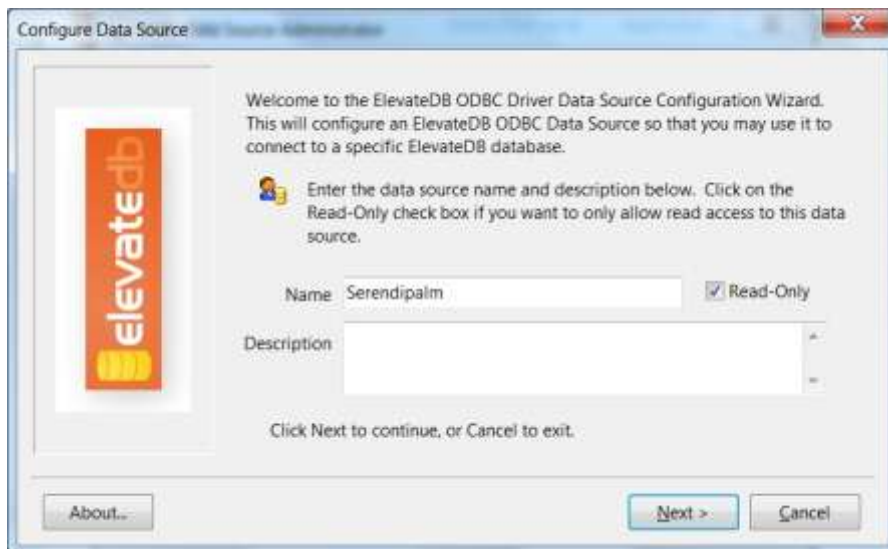 Configure Data Source
elevatedb
Welcome to the ElevateDB ODBC Driver Data Source Configuration Wizard.
This will configure an ElevateDB ODBC Data Source so that you may use it to
connect to a specific ElevateDB database.
Enter the data source name and description below. Click on the
Read-Only check box if you want to only allow read access to this data
source.
Name Serendipalm Read-Only
Description
Click Next to continue, or Cancel to exit.
About... Next > Cancel